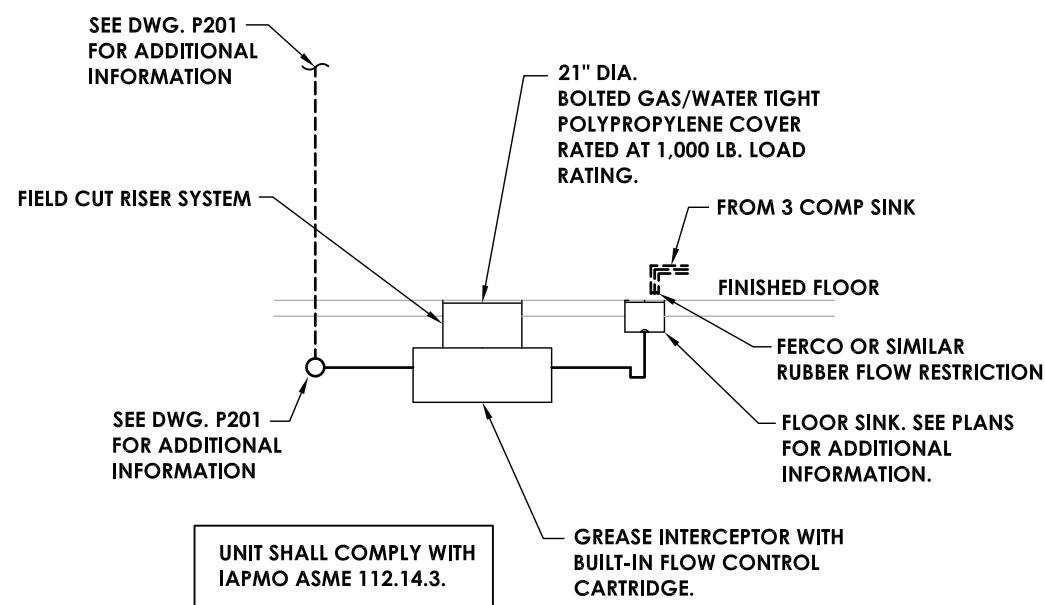 SEE DWG. P201
FOR ADDITIONAL
INFORMATION
21" DIA.
BOLTED GAS/WATER TIGHT
POLYPROPYLENE COVER
RATED AT 1,000 LB. LOAD
RATING.
FIELD CUT RISER SYSTEM
FROM 3 COMP SINK
FINISHED FLOOR
FERCO OR SIMILAR
RUBBER FLOW RESTRICTION
SEE DWG. P201
FOR ADDITIONAL
INFORMATION
FLOOR SINK. SEE PLANS
FOR ADDITIONAL
INFORMATION.
GREASE INTERCEPTOR WITH
BUILT-IN FLOW CONTROL
CARTRIDGE.
UNIT SHALL COMPLY WITH
IAPMO ASME 112.14.3.